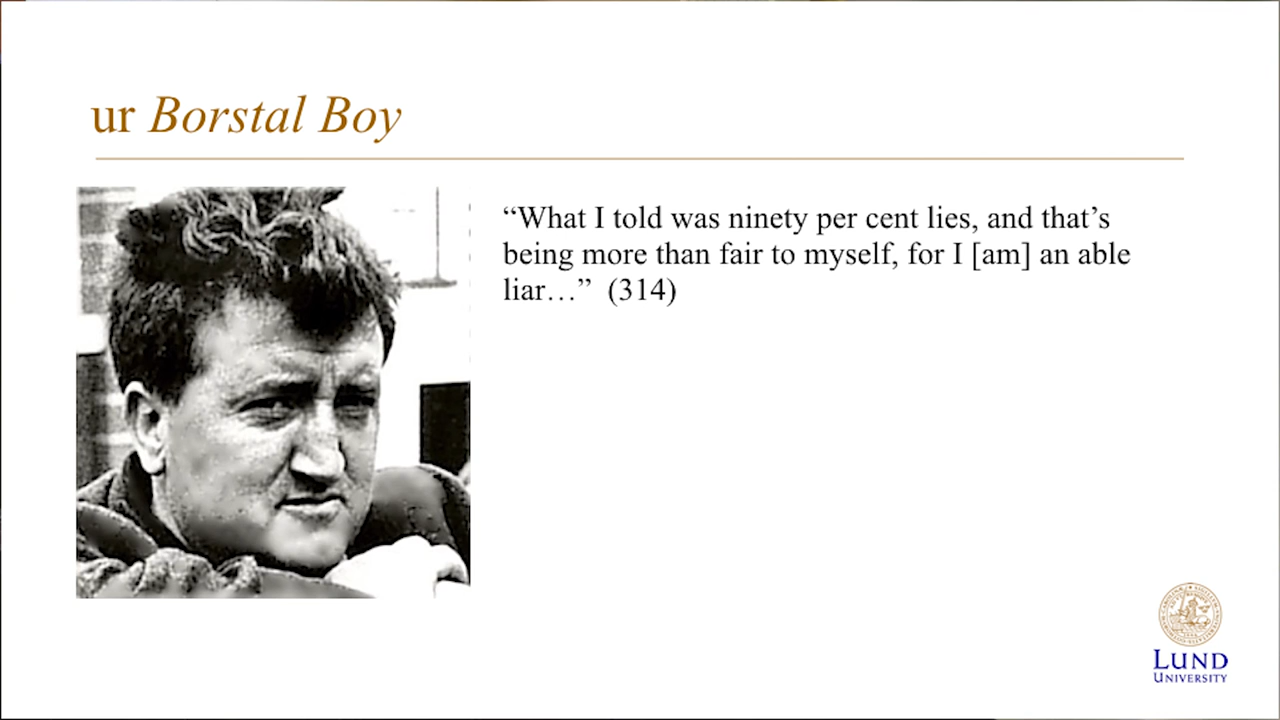 ur Borstal Boy
“What I told was ninety per cent lies, and that’s
being more than fair to myself, for I [am] an able
liar…” (314)
LUND
UNIVERSITY